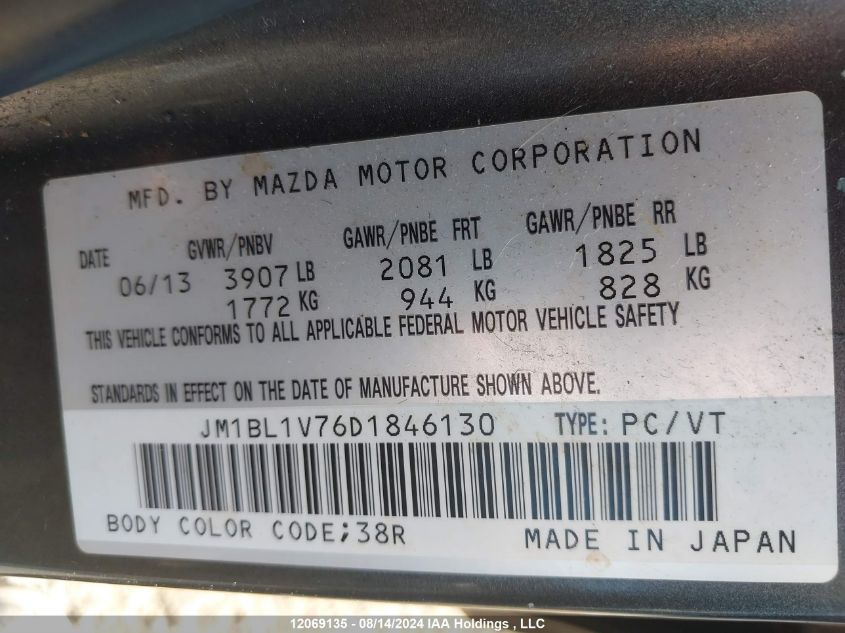 MFD. BY MAZDA MOTOR CORPORATION
DATE GVWR/PNBV GAWR/PNBE FRT GAWR/PNBE RR
06/13 3907 LB 2081 LB 1825 LB
1772 KG 944 KG 828 KG
THIS VEHICLE CONFORMS TO ALL APPLICABLE FEDERAL MOTOR VEHICLE SAFETY
STANDARDS IN EFFECT ON THE DATE OF MANUFACTURE SHOWN ABOVE.
JM1BL1V76D1846130 TYPE: PC/VT
BODY COLOR CODE;38R MADE IN JAPAN
12069135 - 08/14/2024 IAA Holdings , LLC